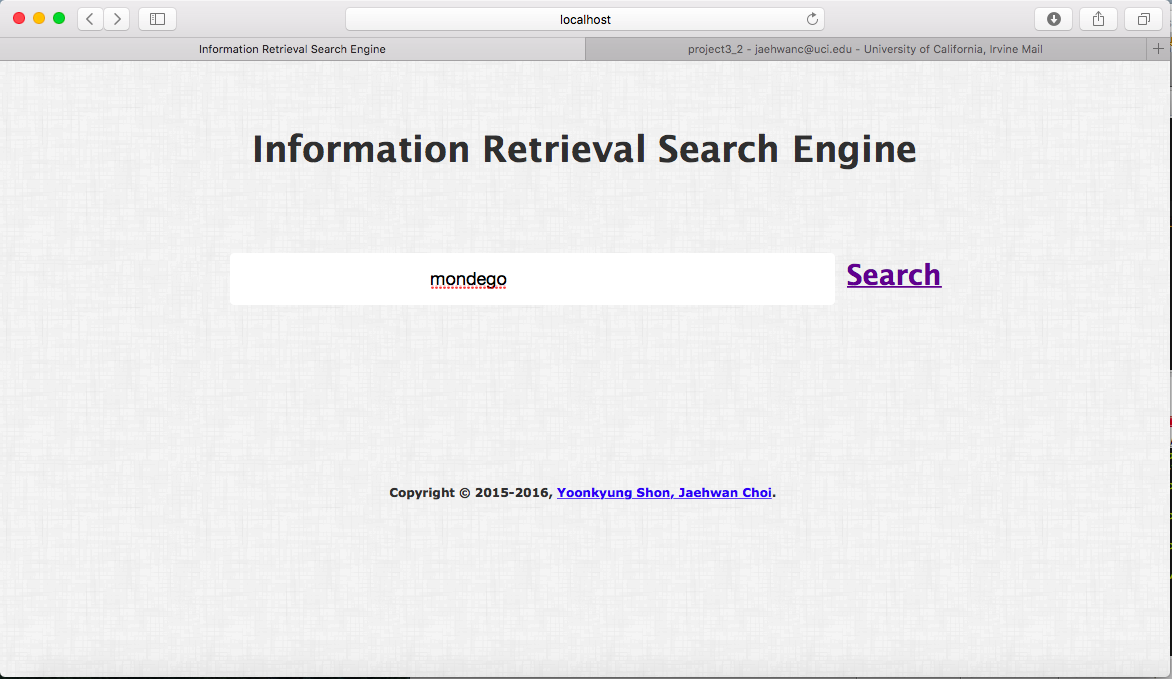 localhost
Information Retrieval Search Engine
project3_2 - jaehwanc@uci.edu - University of California, Irvine Mail
Information Retrieval Search Engine
mondego
Search
Copyright © 2015-2016, Yoonkyung Shon, Jaehwan Choi.